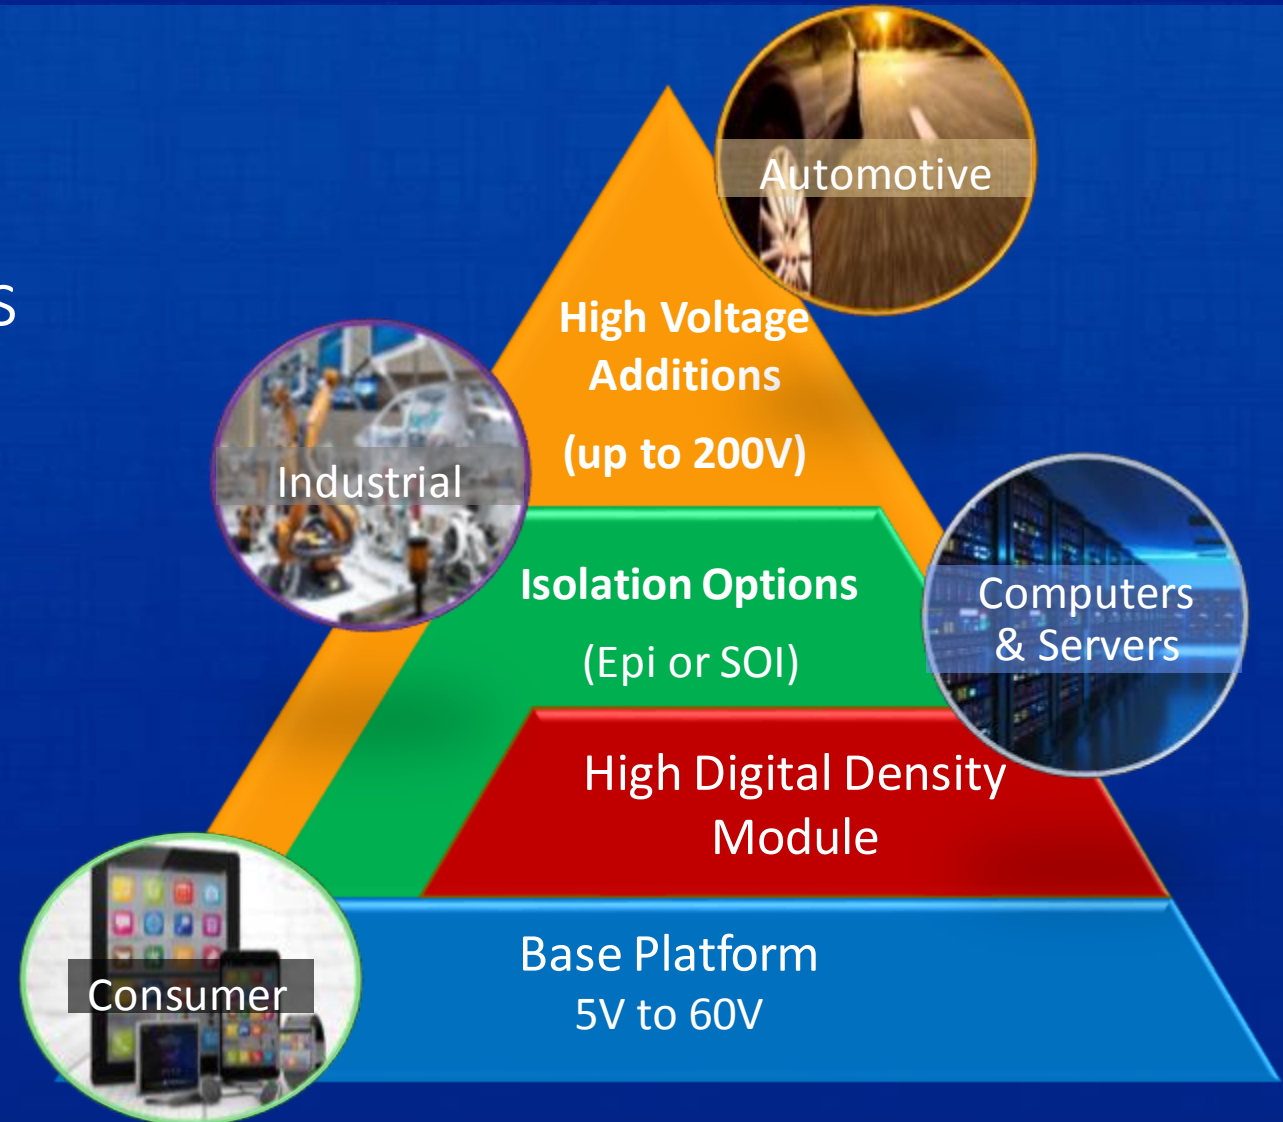 Automotive
s
High Voltage
Additions
(up to 200V)
Industrial
Isolation Options
(Epi or SOI)
Computers
& Servers
High Digital Density
Module
Base Platform
5V to 60V
Consumer